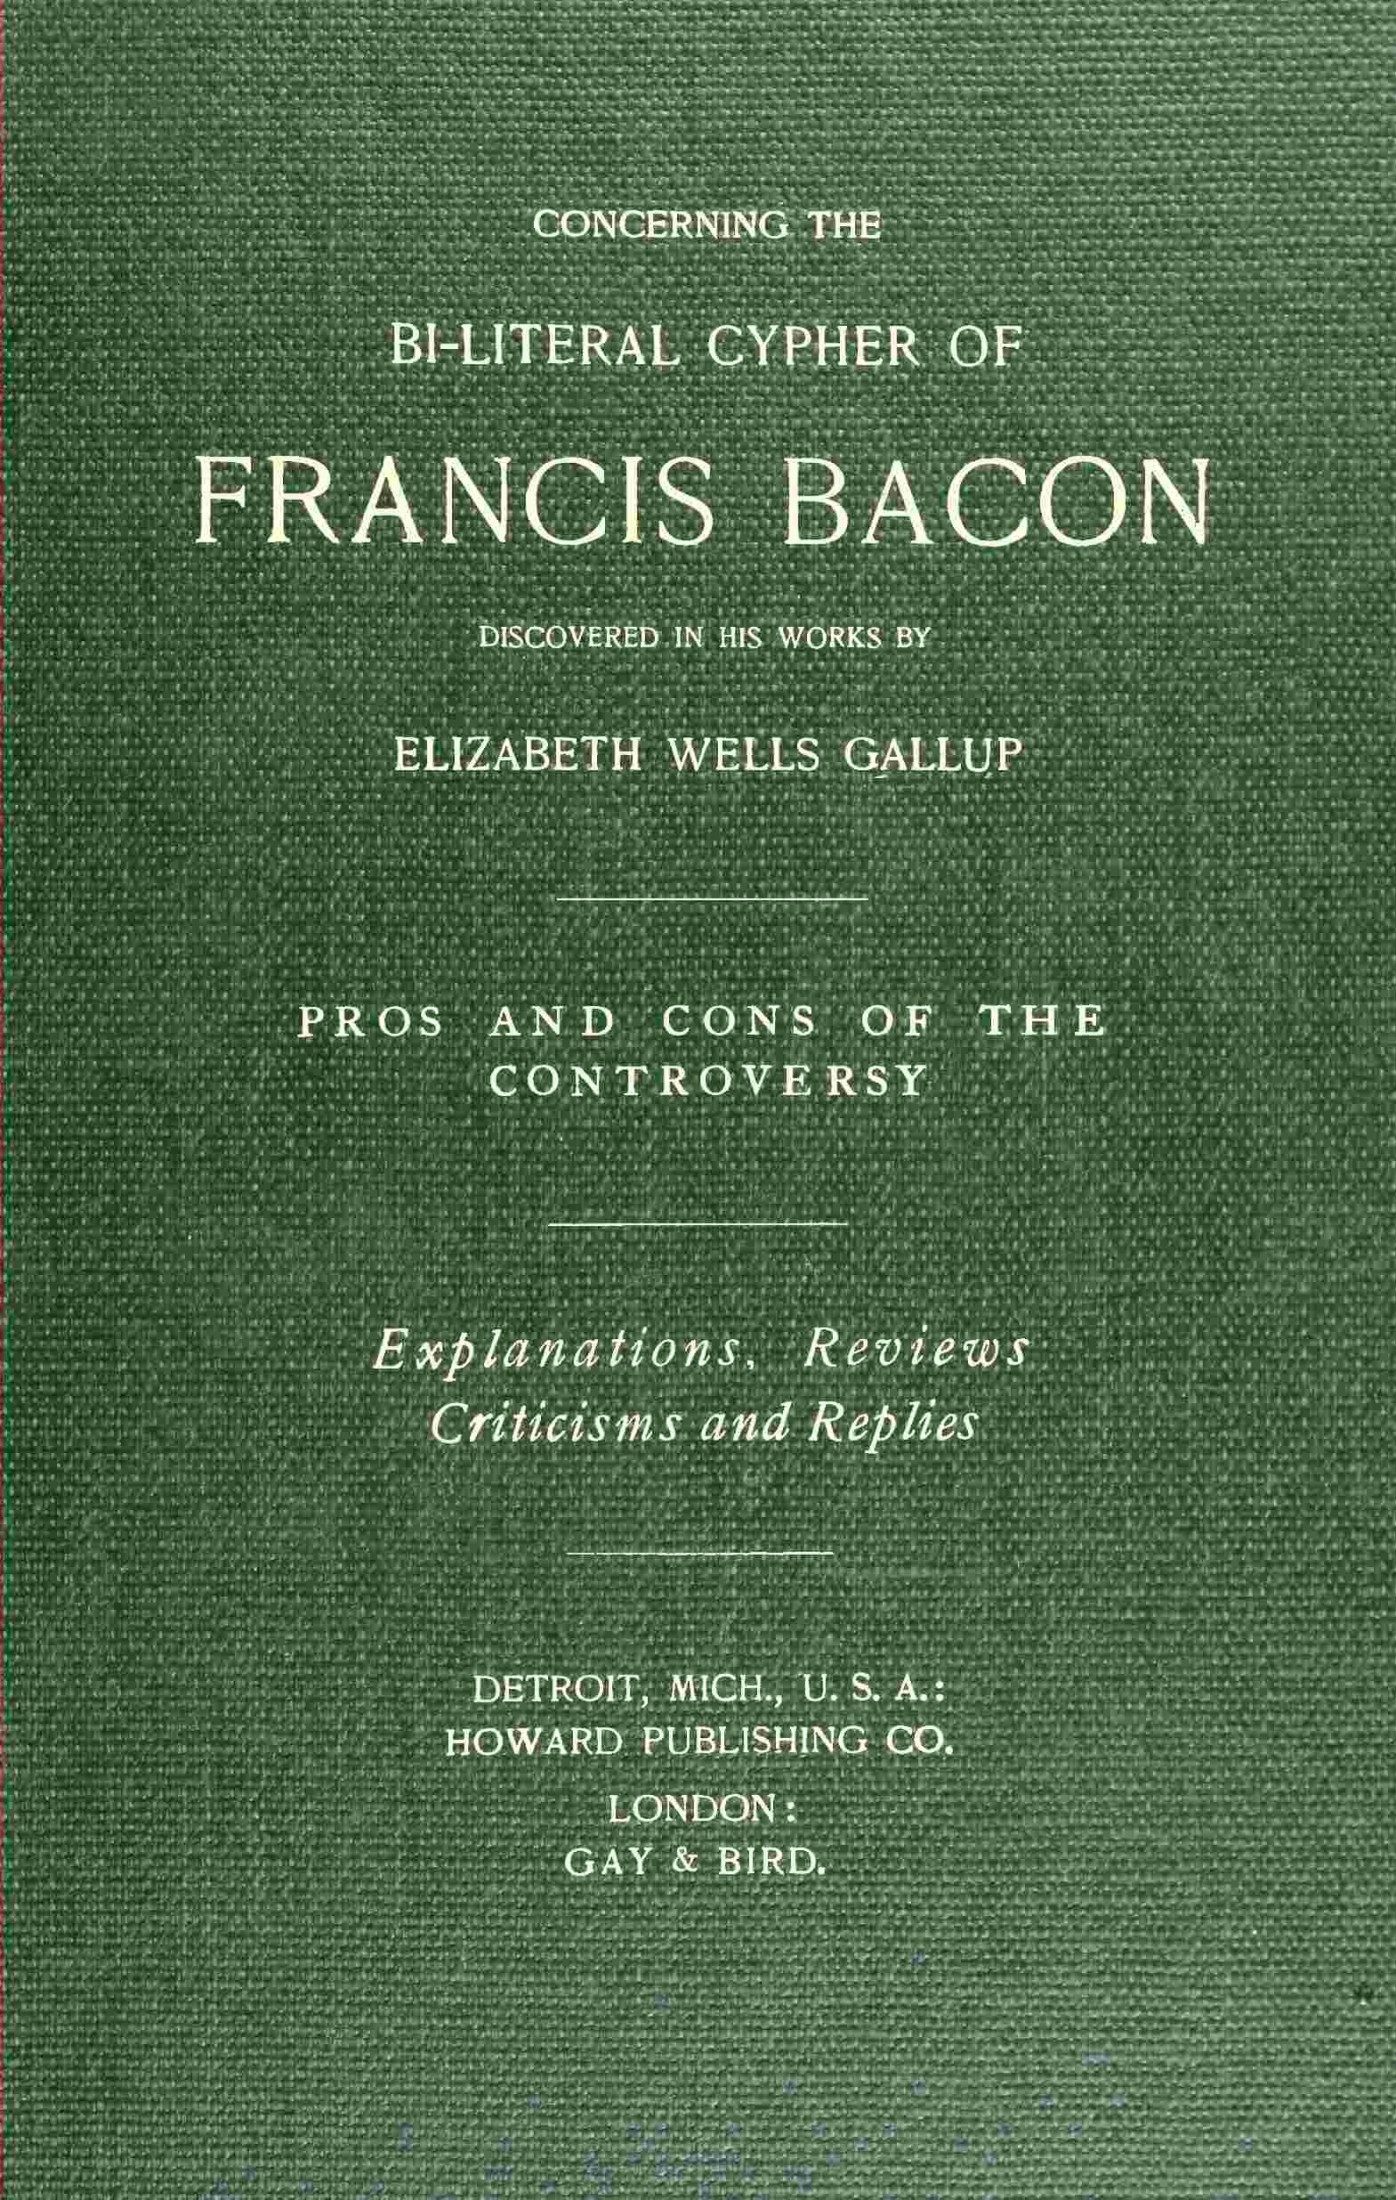 CONCERNING THE
BI-LITERAL CYPHER OF
FRANCIS BACON
DISCOVERED IN HIS WORKS BY
ELIZABETH WELLS GALLUP
PROS AND CONS OF THE
CONTROVERSY
Explanations, Reviews
Criticisms and Replies
DETROIT, MICH., U. S. A.:
HOWARD PUBLISHING CO.
LONDON:
GAY & BIRD.